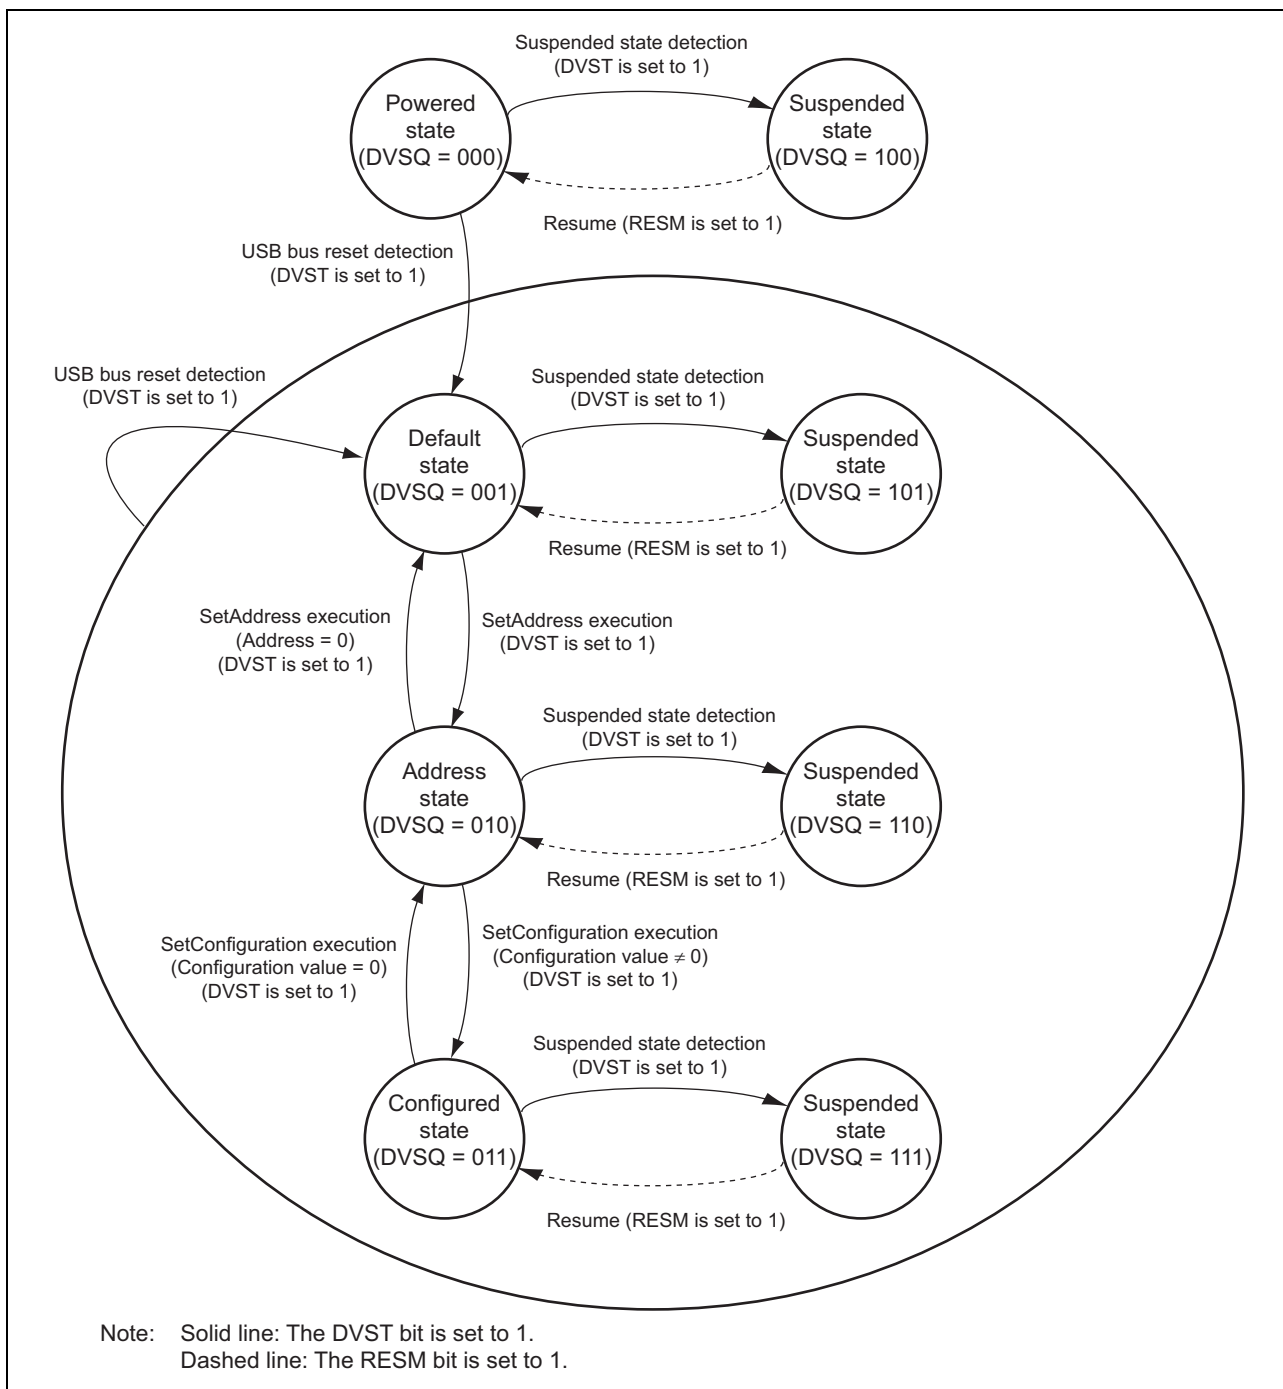 Suspended state detection
(DVST is set to 1)
Powered
state
(DVSQ = 000)
Suspended
state
(DVSQ = 100)
Resume (RESM is set to 1)
USB bus reset detection
(DVST is set to 1)
USB bus reset detection
(DVST is set to 1)
Suspended state detection
(DVST is set to 1)
Default
state
(DVSQ = 001)
Suspended
state
(DVSQ = 101)
Resume (RESM is set to 1)
SetAddress execution
(Address = 0)
(DVST is set to 1)
SetAddress execution
(DVST is set to 1)
Suspended state detection
(DVST is set to 1)
Address
state
(DVSQ = 010)
Suspended
state
(DVSQ = 110)
Resume (RESM is set to 1)
SetConfiguration execution
(Configuration value = 0)
(DVST is set to 1)
SetConfiguration execution
(Configuration value ≠ 0)
(DVST is set to 1)
Suspended state detection
(DVST is set to 1)
Configured
state
(DVSQ = 011)
Suspended
state
(DVSQ = 111)
Resume (RESM is set to 1)
Note: Solid line: The DVST bit is set to 1.
Dashed line: The RESM bit is set to 1.